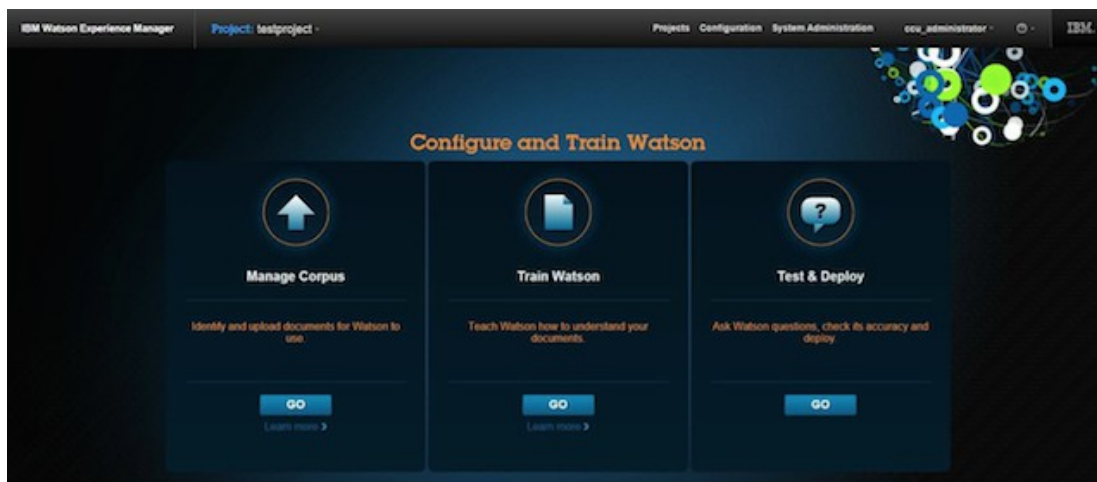 IBM Watson Experience Manager
Project: testproject
Projects Configuration System Administration ccu_administrator IBM.
Configure and Train Watson
Manage Corpus
Identify and upload documents for Watson to
use.
GO
Learn more
Train Watson
Teach Watson how to understand your
documents.
GO
Learn more
?
Test & Deploy
Ask Watson questions, check its accuracy and
deploy.
GO